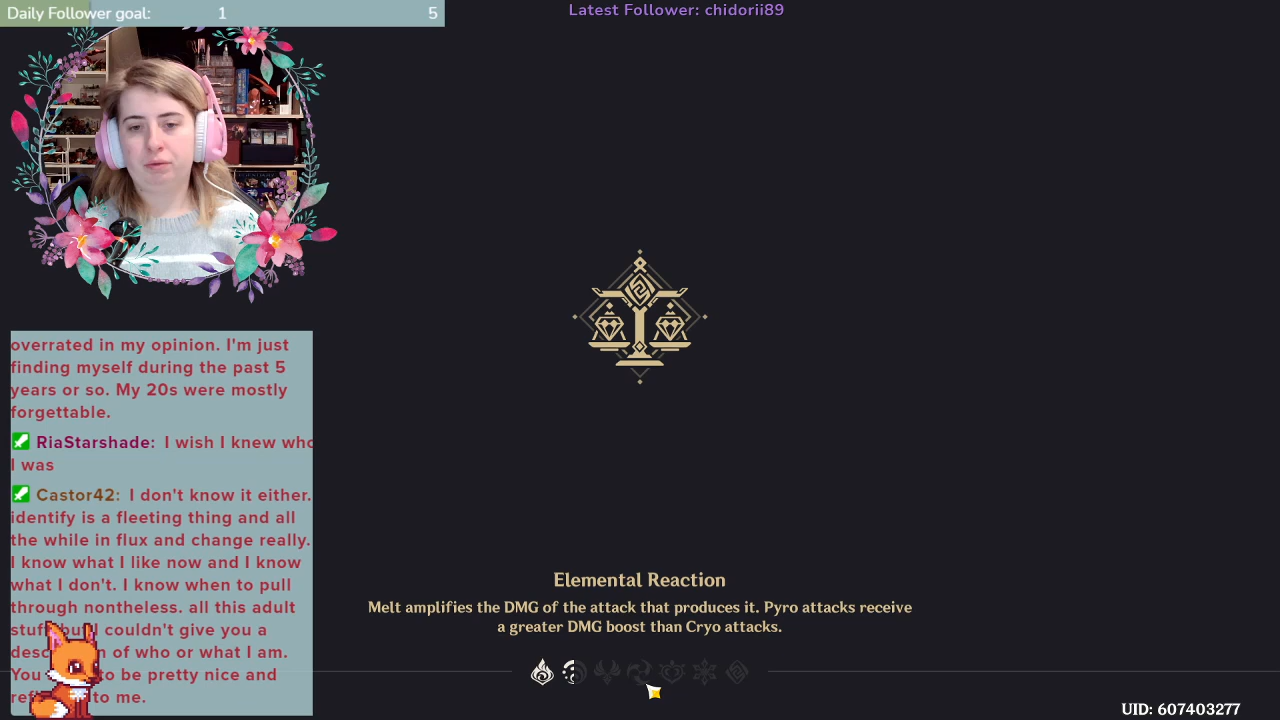 Daily Follower goal: 1 5
Latest Follower: chidorii89
overrated in my opinion. I'm just
finding myself during the past 5
years or so. My 20s were mostly
forgettable.
RiaStarshade: I wish I knew who
I was
Castor42: I don't know it either.
identify is a fleeting thing and all
the while in flux and change really.
I know what I like now and I know
what I don't. I know when to pull
through nontheless. all this adult
stuff but I couldn't give you a
of who or what I am.
You to be pretty nice and
to me.
Elemental Reaction
Melt amplifies the DMG of the attack that produces it. Pyro attacks receive
a greater DMG boost than Cryo attacks.
UID: 607403277